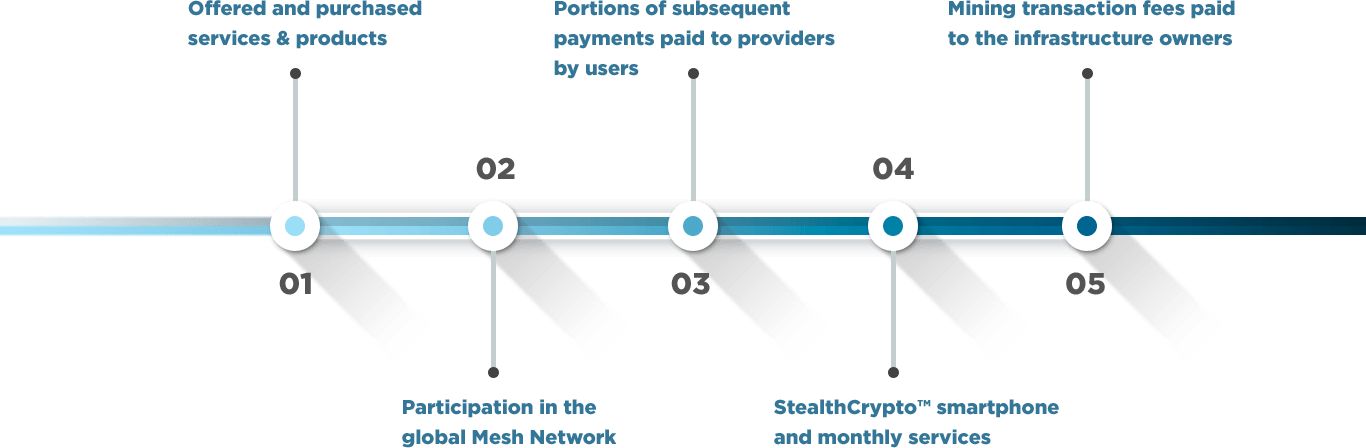 Offered and purchased
services & products
01
02
Participation in the
global Mesh Network
Portions of subsequent
payments paid to providers
by users
03
04
StealthCrypto™ smartphone
and monthly services
Mining transaction fees paid
to the infrastructure owners
05